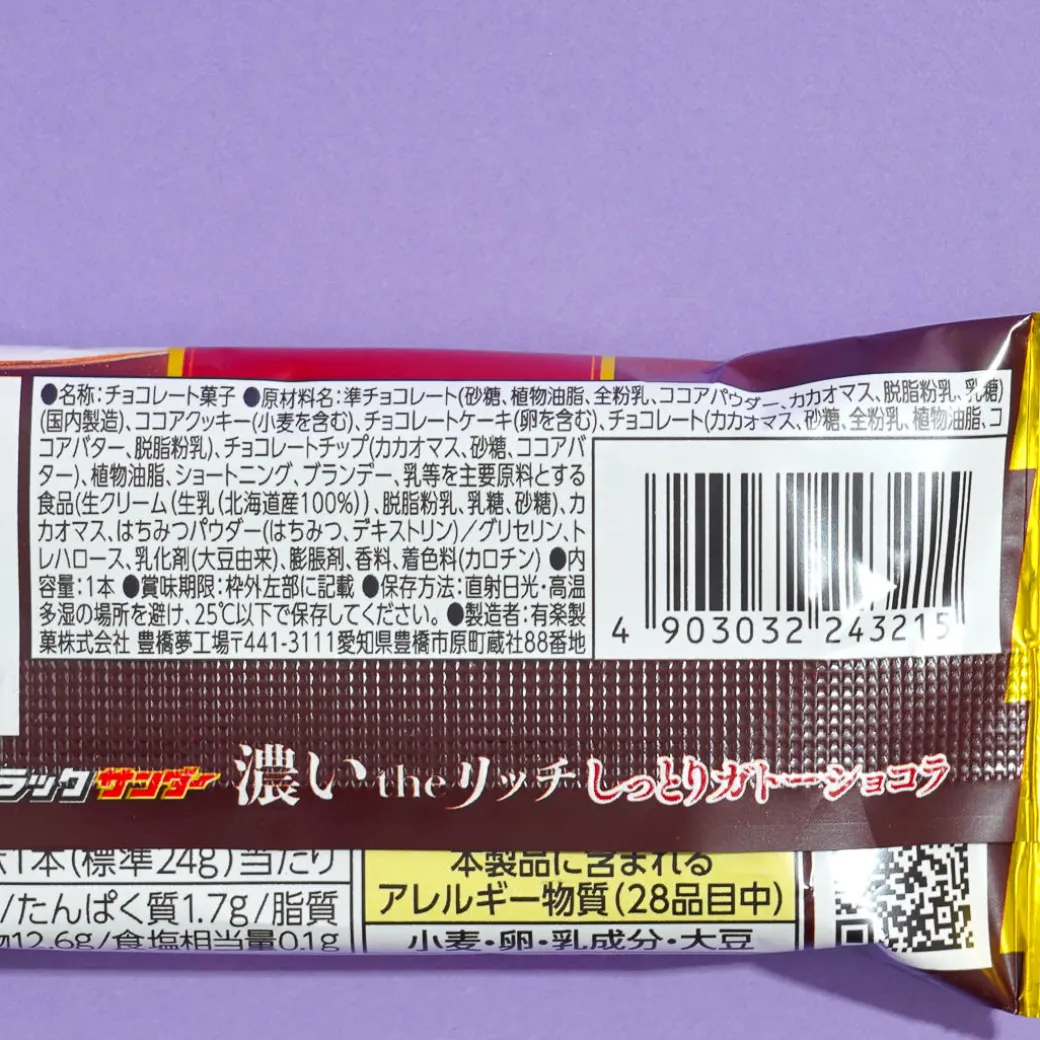 ●名称:チョコレート菓子 ●原材料名:準チョコレート(砂糖、植物油脂、全粉乳、ココアパウダー、カカオマス、脱脂粉乳、乳糖)
(国内製造)、ココアクッキー(小麦を含む)、チョコレートケーキ(卵を含む)、チョコレート(カカオマス、砂糖、全粉乳、植物油脂、コ
コアバター、脱脂粉乳)、チョコレートチップ(カカオマス、砂糖、ココアバ
ター)、植物油脂、ショートニング、ブランデー、乳等を主要原料とする
食品(生クリーム(生乳(北海道産100%))、脱脂粉乳、乳糖、砂糖)、カ
カオマス、はちみつパウダー(はちみつ、デキストリン)/グリセリン、ト
レハロース、乳化剤(大豆由来)、膨脹剤、香料、着色料(カロチン) ●内
容量:1本 ●賞味期限:枠外左部に記載 ●保存方法:直射日光・高温
多湿の場所を避け、25℃以下で保存してください。 ●製造者:有楽製
菓株式会社 豊橋夢工場〒441-3111愛知県豊橋市原町蔵社88番地
4 903032 243215
ラック サンダー 濃い the リッチ しっとりガトーショコラ
1本(標準24g)当たり
/たんぱく質1.7g/脂質
物12.6g/食塩相当量0.1g
本製品に含まれる
アレルギー物質(28品目中)
小麦・卵・乳成分・大豆